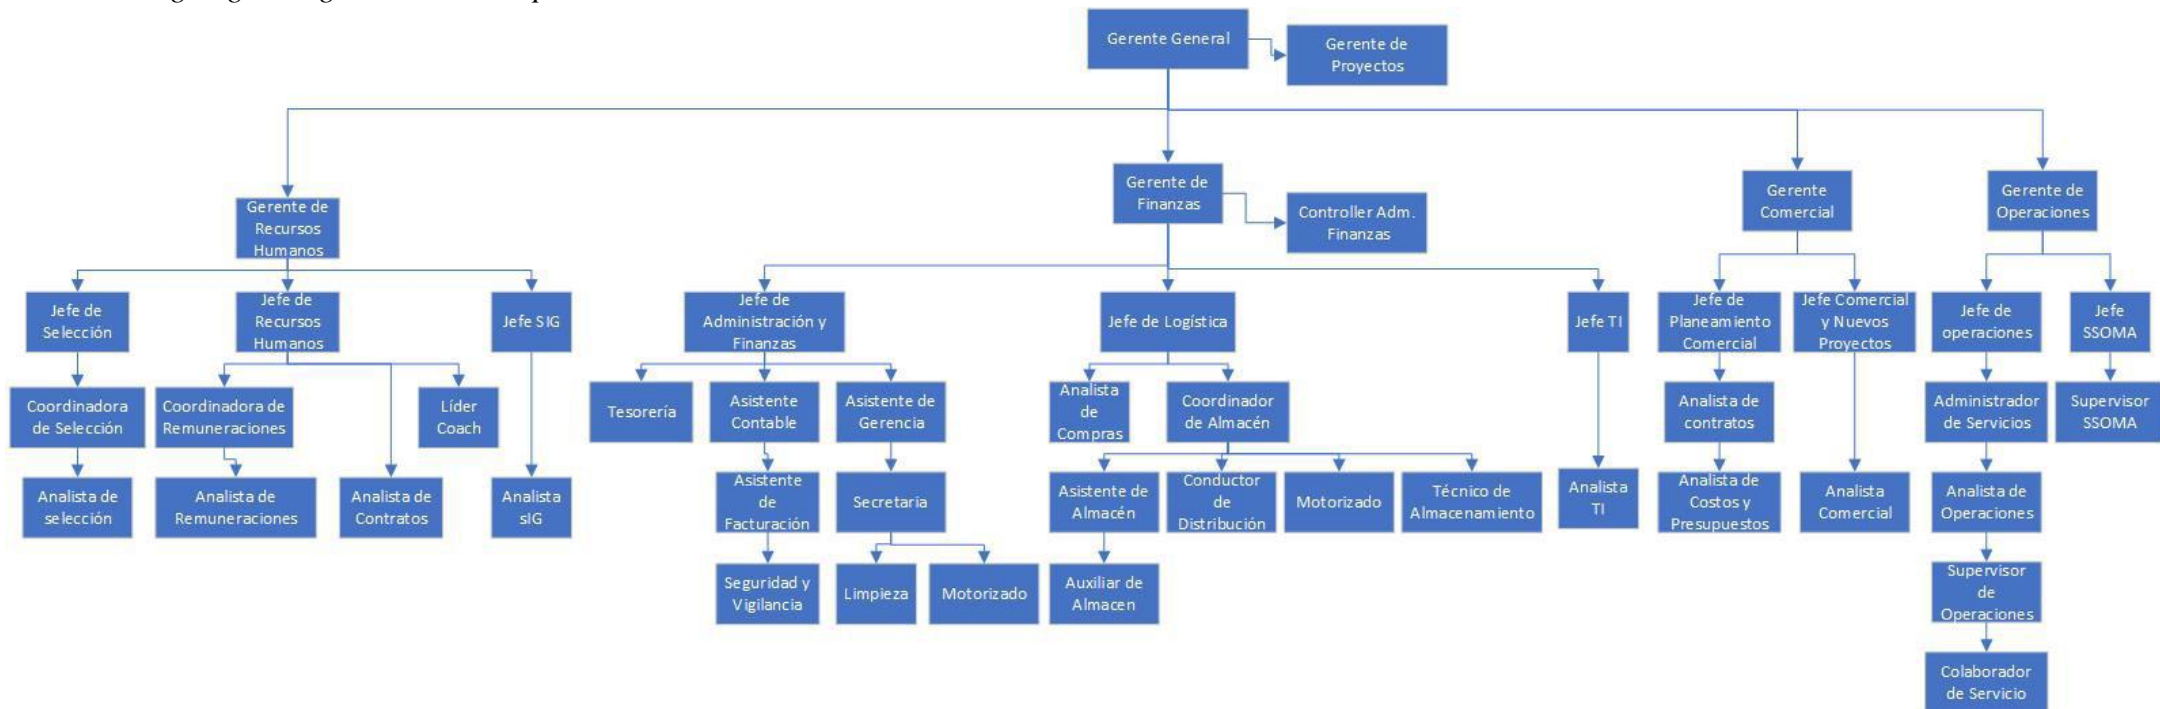 Gerente General
Gerente de
Proyectos
Gerente de
Recursos
Humanos
Gerente de
Finanzas
Controller Adm.
Finanzas
Gerente
Comercial
Gerente de
Operaciones
Jefe de
Selección
Jefe de
Recursos
Humanos
Jefe SIG
Jefe de
Administración y
Finanzas
Jefe de Logística
Jefe TI
Jefe de
Planeamiento
Comercial
Jefe Comercial
y Nuevos
Proyectos
Jefe de
operaciones
Jefe
SSOMA
Coordinadora
de Selección
Coordinadora de
Remuneraciones
Líder
Coach
Tesorería
Asistente
Contable
Asistente de
Gerencia
Analista
de
Compras
Coordinador
de Almacén
Analista de
contratos
Administrador
de Servicios
Supervisor
SSOMA
Analista de
selección
Analista de
Remuneraciones
Analista de
Contratos
Analista
sIG
Asistente
de
Facturación
Secretaria
Asistente de
Almacén
Conductor
de
Distribución
Motorizado
Técnico de
Almacenamiento
Analista
TI
Analista de
Costos y
Presupuestos
Analista
Comercial
Analista de
Operaciones
Seguridad y
Vigilancia
Limpieza
Motorizado
Auxiliar de
Almacen
Supervisor
de
Operaciones
Colaborador
de Servicio